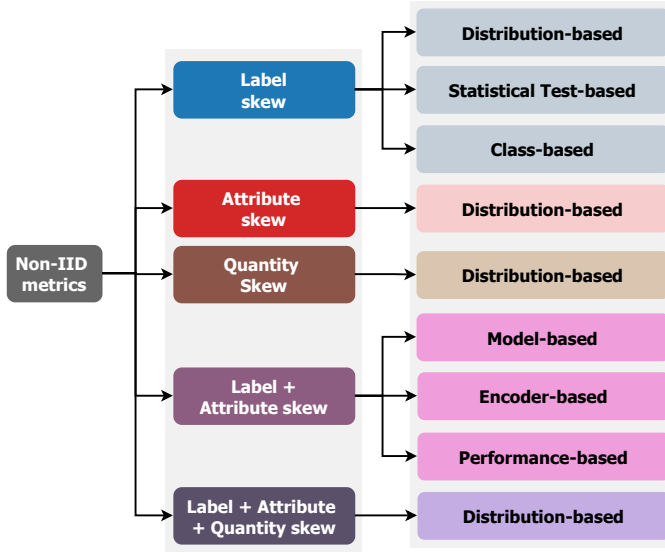 Non-IID
metrics
Label
skew
Distribution-based
Statistical Test-based
Class-based
Attribute
skew
Distribution-based
Quantity
Skew
Distribution-based
Label +
Attribute skew
Model-based
Encoder-based
Performance-based
Label + Attribute
+ Quantity skew
Distribution-based